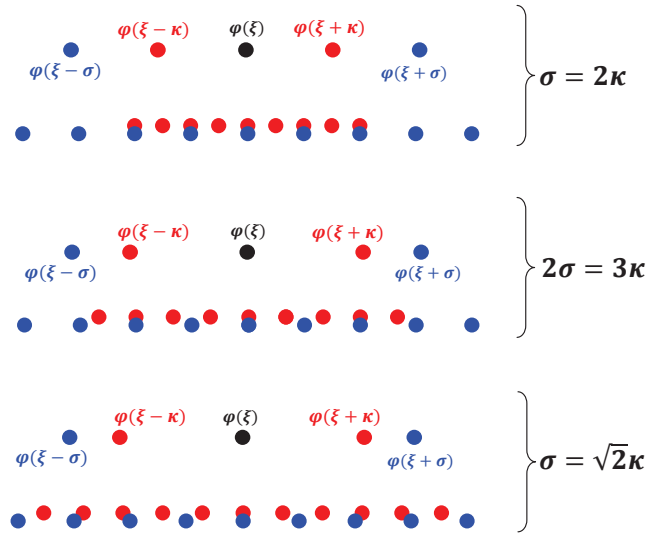 φ(ξ − κ) φ(ξ) φ(ξ + κ)
φ(ξ − σ) φ(ξ + σ)
σ = 2κ
φ(ξ − κ) φ(ξ) φ(ξ + κ)
φ(ξ − σ) φ(ξ + σ)
2σ = 3κ
φ(ξ − κ) φ(ξ) φ(ξ + κ)
φ(ξ − σ) φ(ξ + σ)
σ = √2κ